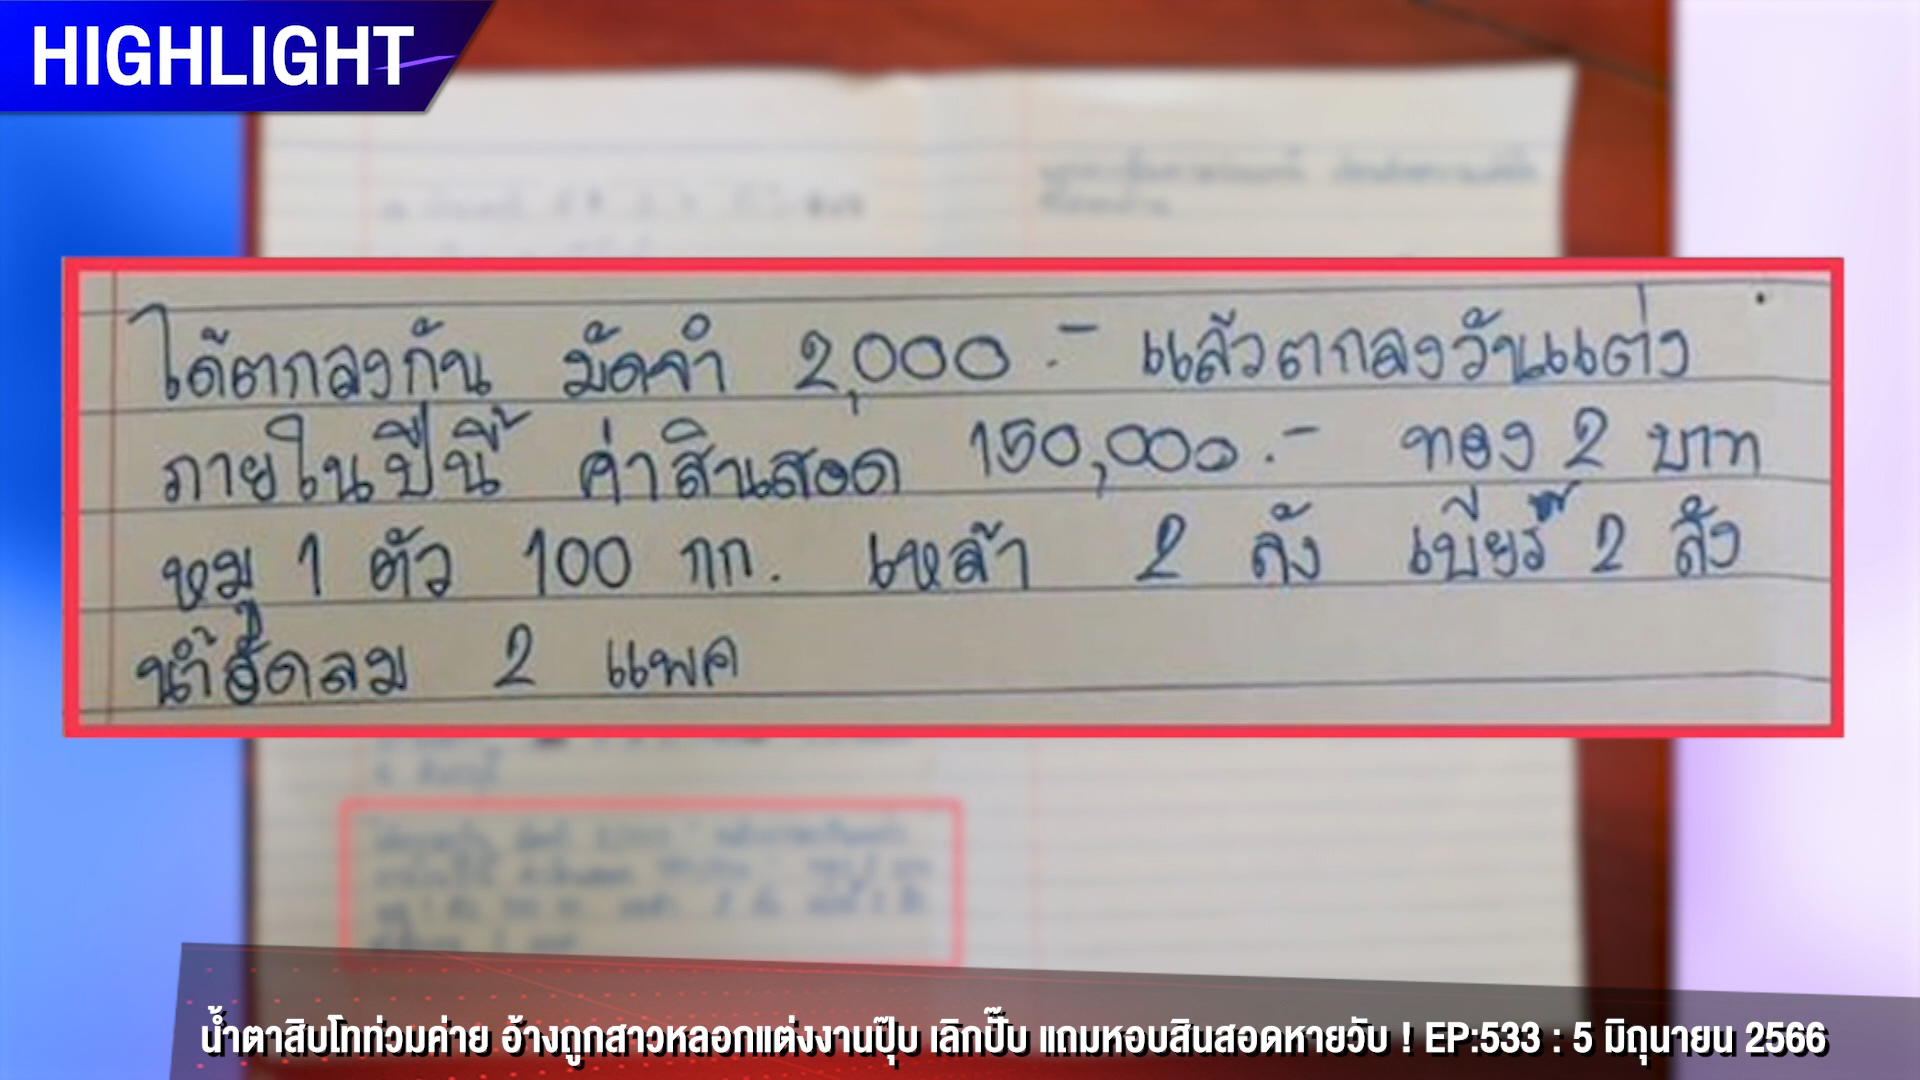 HIGHLIGHT
ได้ตกลงกัน มัดจำ 2,000.- แล้วตกลงวันแต่ง
ภายในปีนี้ ค่าสินสอด 150,000.- ทอง 2 บาท
หมู 1 ตัว 100 กก. เหล้า 2 ลัง เบียร์ 2 ลัง
น้ำอัดลม 2 แพค
น้ำตาสิบโทท่วมค่าย อ้างถูกสาวหลอกแต่งงานปุ๊บ เลิกปั๊บ แถมหอบสินสอดหายวับ ! EP:533 : 5 มิถุนายน 2566